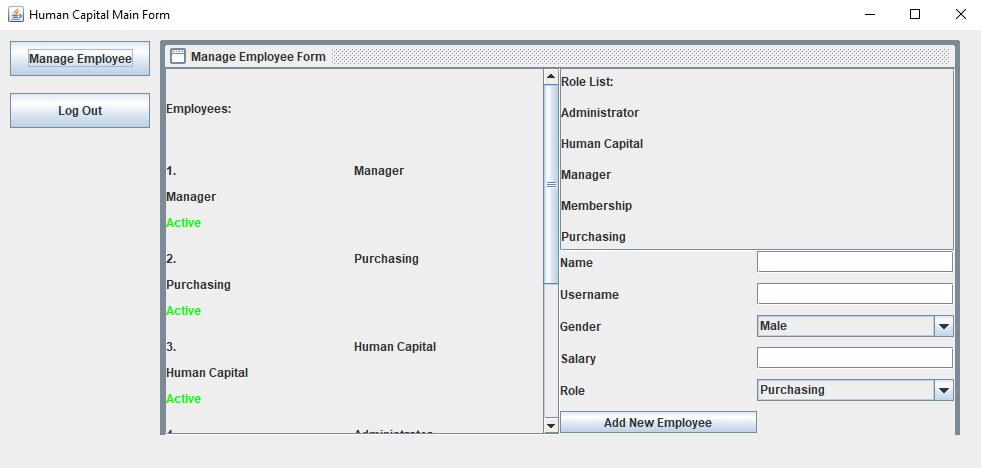 Human Capital Main Form
Manage Employee
Log Out
Manage Employee Form
Employees:
1. Manager
Manager
Active
2. Purchasing
Purchasing
Active
3. Human Capital
Human Capital
Active
4. Administrator
Role List:
Administrator
Human Capital
Manager
Membership
Purchasing
Name
Username
Gender Male
Salary
Role Purchasing
Add New Employee